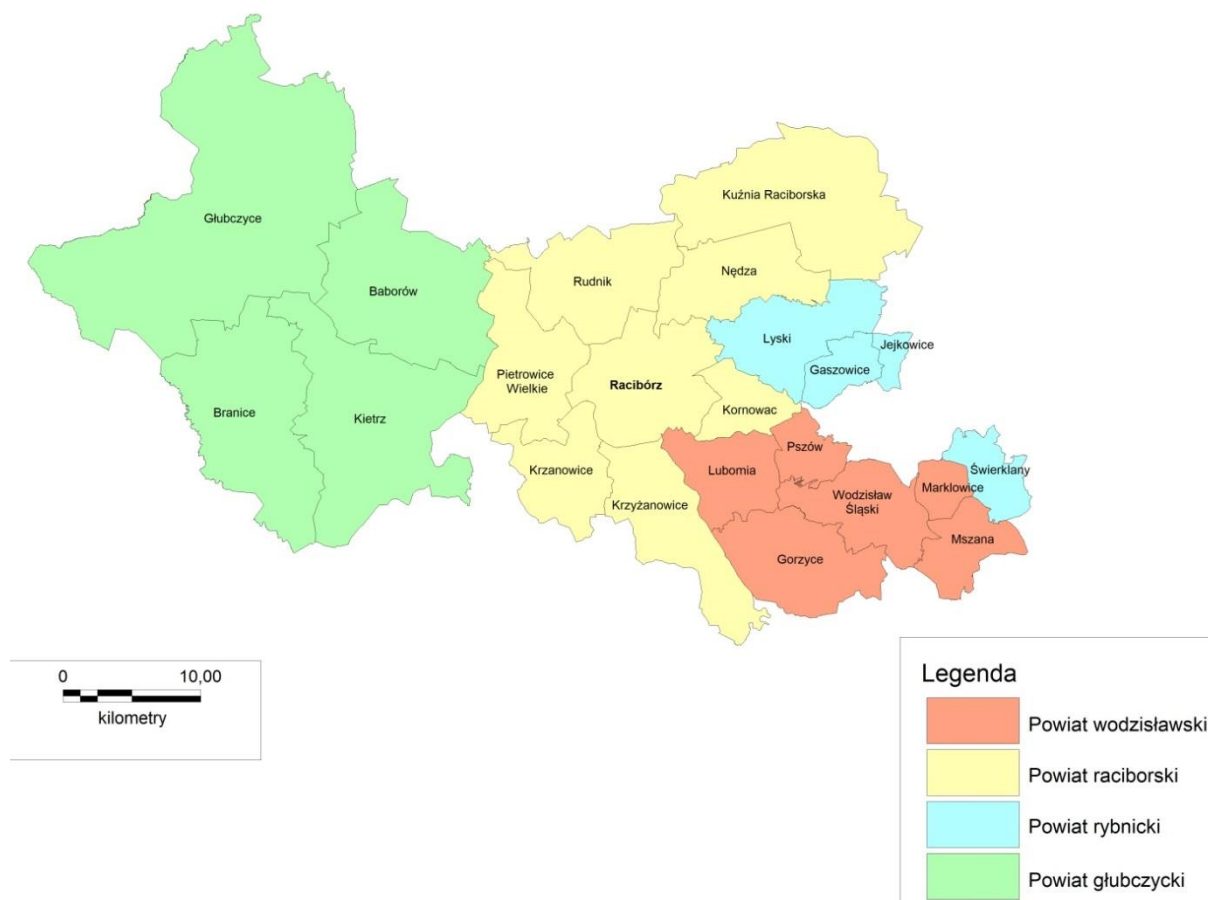 Kuźnia Raciborska
Głubczyce
Nędza
Rudnik
Baborów
Lyski
Jejkowice
Gaszowice
Pietrowice
Wielkie
Racibórz
Branice
Kietrz
Kornowac
Pszów
Krzanowice
Lubomia
Świerklany
Marklowice
Wodzisław
Śląski
Krzyżanowice
Mszana
Gorzyce
0 10,00
kilometry
Legenda
Powiat wodzisławski
Powiat raciborski
Powiat rybnicki
Powiat głubczycki